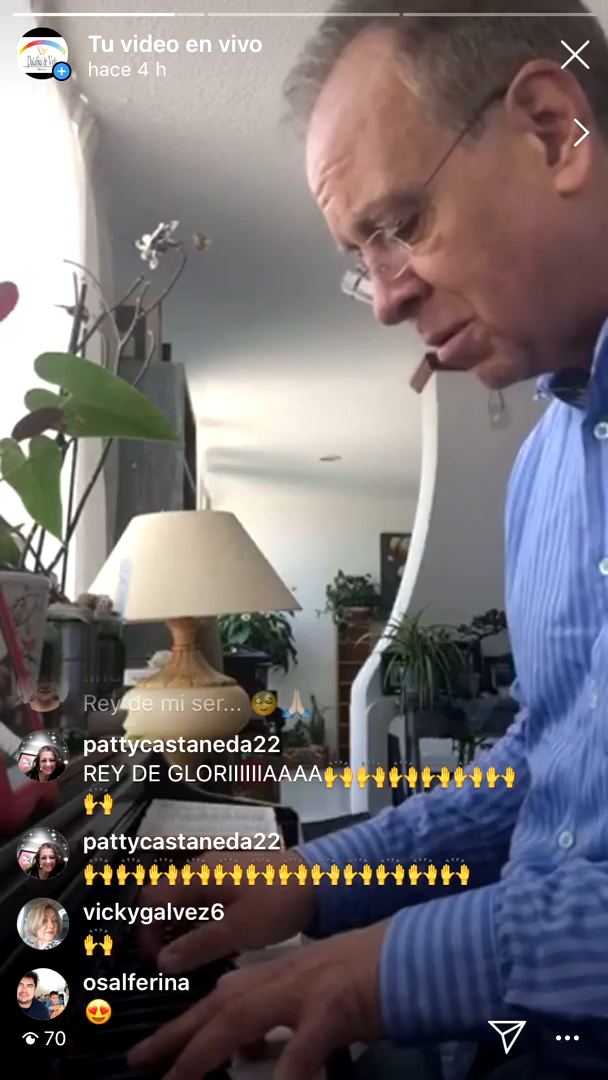 Tu video en vivo
hace 4 h
Rey de mi ser... 🥹🙏🏻
pattycastaneda22
REY DE GLORIIIIIIAAAA🙌🙌🙌🙌🙌🙌
🙌
pattycastaneda22
🙌🙌🙌🙌🙌🙌🙌🙌🙌🙌🙌🙌
vickygalvez6
🙌
osalferina
😍
70